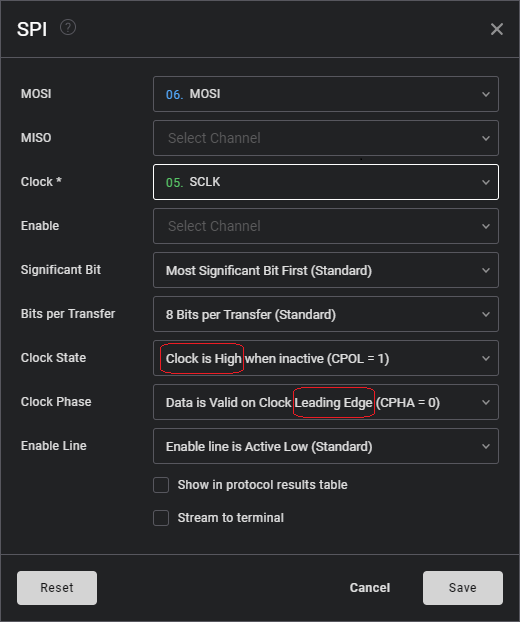 SPI ?
MOSI 06. MOSI
MISO Select Channel
Clock * 05. SCLK
Enable Select Channel
Significant Bit Most Significant Bit First (Standard)
Bits per Transfer 8 Bits per Transfer (Standard)
Clock State Clock is High when inactive (CPOL = 1)
Clock Phase Data is Valid on Clock Leading Edge (CPHA = 0)
Enable Line Enable line is Active Low (Standard)
Show in protocol results table
Stream to terminal
Reset Cancel Save